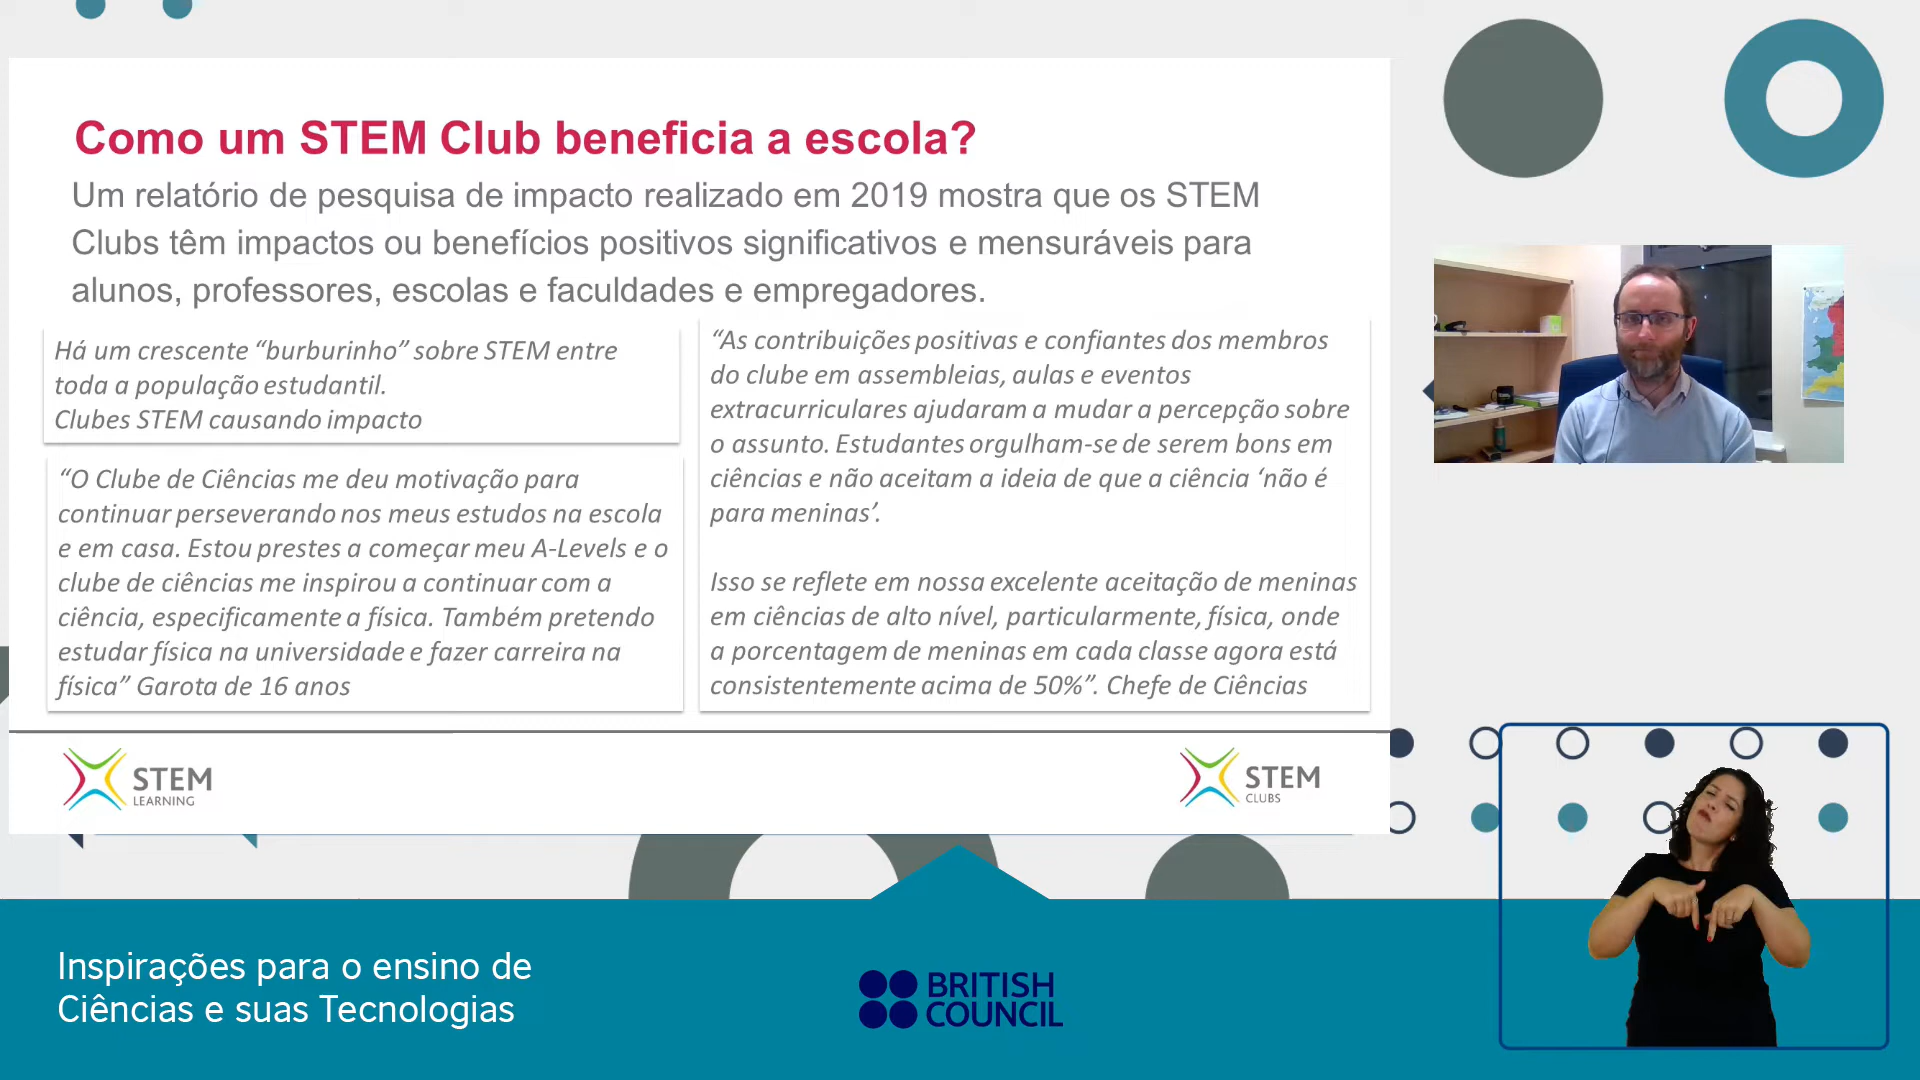 Como um STEM Club beneficia a escola?
Um relatório de pesquisa de impacto realizado em 2019 mostra que os STEM
Clubs têm impactos ou benefícios positivos significativos e mensuráveis para
alunos, professores, escolas e faculdades e empregadores.
Há um crescente “burburinho” sobre STEM entre
toda a população estudantil.
Clubes STEM causando impacto
“O Clube de Ciências me deu motivação para
continuar perseverando nos meus estudos na escola
e em casa. Estou prestes a começar meu A-Levels e o
clube de ciências me inspirou a continuar com a
ciência, especificamente a física. Também pretendo
estudar física na universidade e fazer carreira na
física” Garota de 16 anos
“As contribuições positivas e confiantes dos membros
do clube em assembleias, aulas e eventos
extracurriculares ajudaram a mudar a percepção sobre
o assunto. Estudantes orgulham-se de serem bons em
ciências e não aceitam a ideia de que a ciência ‘não é
para meninas’.
Isso se reflete em nossa excelente aceitação de meninas
em ciências de alto nível, particularmente, física, onde
a porcentagem de meninas em cada classe agora está
consistentemente acima de 50%”. Chefe de Ciências
STEM
LEARNING
STEM
CLUBS
Inspirações para o ensino de
Ciências e suas Tecnologias
BRITISH
COUNCIL